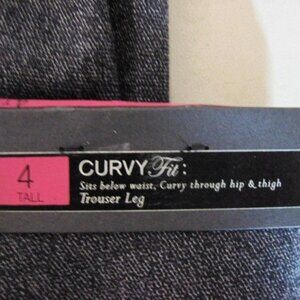 4
TALL
CURVY Fit:
Sits below waist, Curvy through hip & thigh
Trouser Leg